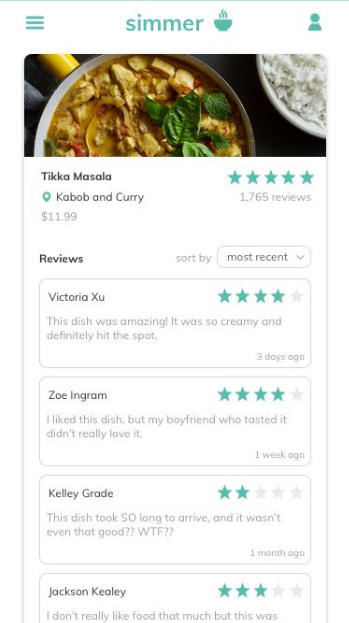 simmer
Tikka Masala
Kabob and Curry
1,765 reviews
$11.99
Reviews
sort by
most recent
Victoria Xu
This dish was amazing! It was so creamy and
definitely hit the spot.
3 days ago
Zoe Ingram
I liked this dish, but my boyfriend who tasted it
didn't really love it.
1 week ago
Kelley Grade
This dish took SO long to arrive, and it wasn't
even that good?? WTF??
1 month ago
Jackson Kealey
I don't really like food that much but this was